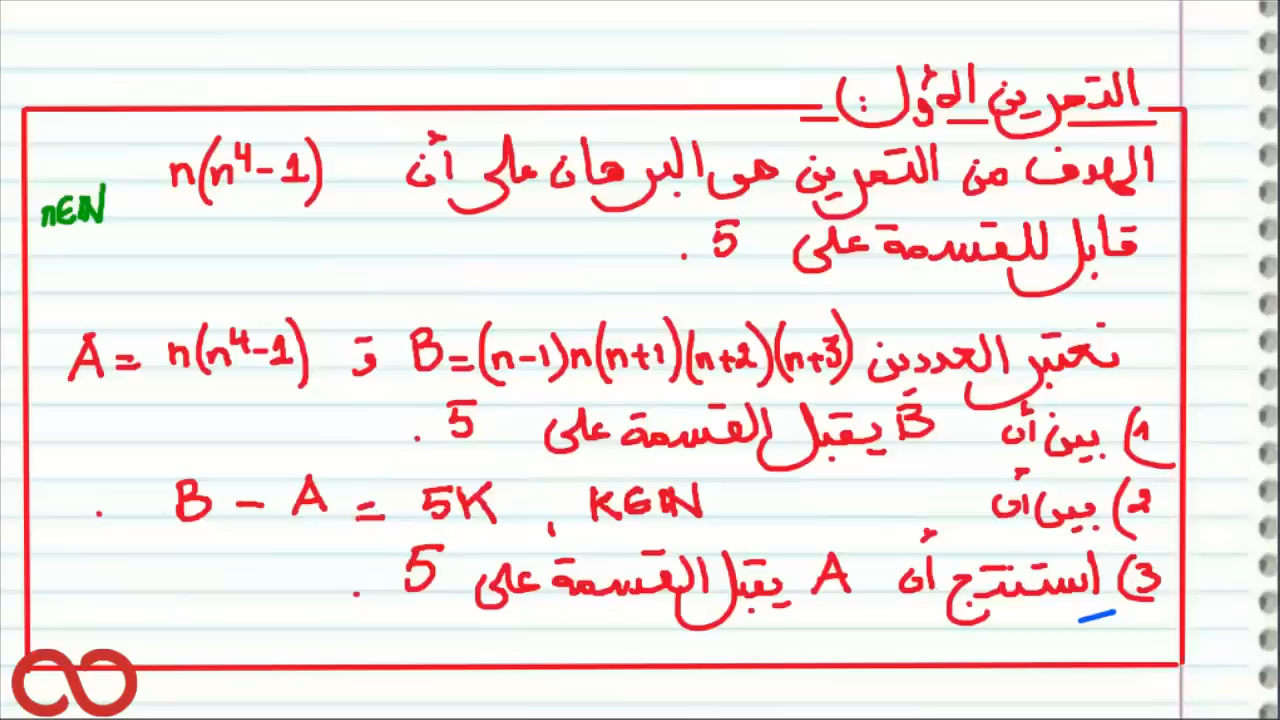 التمرين الأول :
الهدف من التمرين هو البرهان على أن n(n⁴-1)
n∈ℕ
قابل للقسمة على 5 .
نعتبر العددين B=(n-1)n(n+1)(n+2)(n+3) و A= n(n⁴-1)
1) بين أن B يقبل القسمة على 5 .
2) بين أن B - A = 5K , K∈ℕ .
3) إستنتج أن A يقبل القسمة على 5 .